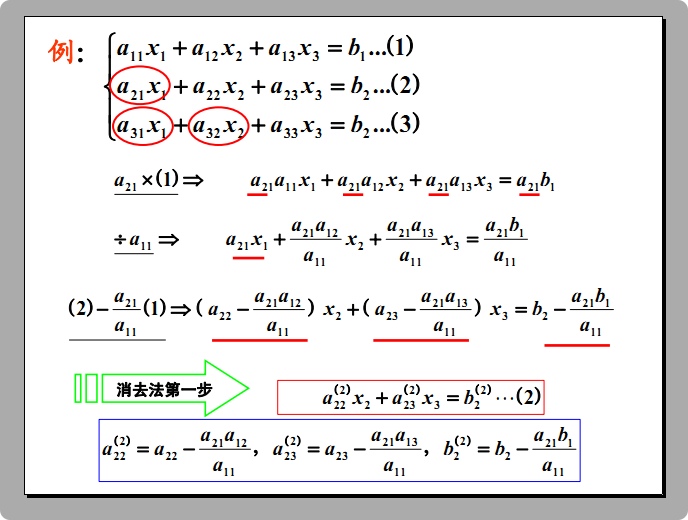 例：
a₁₁x₁ + a₁₂x₂ + a₁₃x₃ = b₁...(1)
a₂₁x₁ + a₂₂x₂ + a₂₃x₃ = b₂...(2)
a₃₁x₁ + a₃₂x₂ + a₃₃x₃ = b₂...(3)
a₂₁×(1)⇒ a₂₁a₁₁x₁ + a₂₁a₁₂x₂ + a₂₁a₁₃x₃ = a₂₁b₁
÷a₁₁⇒ a₂₁x₁ + (a₂₁a₁₂/a₁₁) x₂ + (a₂₁a₁₃/a₁₁) x₃ = a₂₁b₁/a₁₁
(2)−(a₂₁/a₁₁)(1)⇒(a₂₂ − a₂₁a₁₂/a₁₁) x₂ +(a₂₃ − a₂₁a₁₃/a₁₁) x₃ = b₂ − a₂₁b₁/a₁₁
消去法第一步
a₂₂⁽²⁾x₂ + a₂₃⁽²⁾x₃ = b₂⁽²⁾⋯(2)
a₂₂⁽²⁾ = a₂₂ − a₂₁a₁₂/a₁₁， a₂₃⁽²⁾ = a₂₃ − a₂₁a₁₃/a₁₁， b₂⁽²⁾ = b₂ − a₂₁b₁/a₁₁